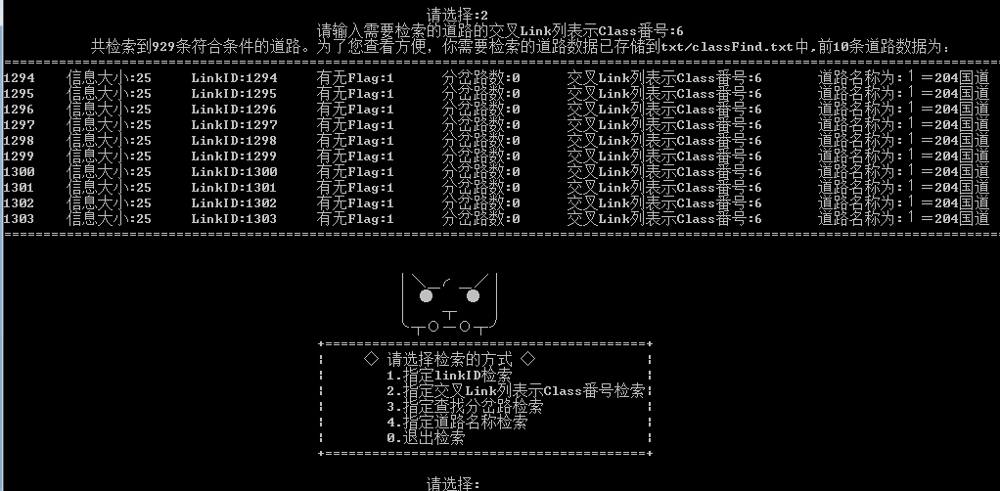 请选择:2
请输入需要检索的道路的交叉Link列表示Class番号:6
共检索到929条符合条件的道路。为了您查看方便，你需要检索的道路数据已存储到txt/classFind.txt中,前10条道路数据为:
1294 信息大小:25 LinkID:1294 有无Flag:1 分岔路数:0 交叉Link列表示Class番号:6 道路名称为:1＝204国道
1295 信息大小:25 LinkID:1295 有无Flag:1 分岔路数:0 交叉Link列表示Class番号:6 道路名称为:1＝204国道
1296 信息大小:25 LinkID:1296 有无Flag:1 分岔路数:0 交叉Link列表示Class番号:6 道路名称为:1＝204国道
1297 信息大小:25 LinkID:1297 有无Flag:1 分岔路数:0 交叉Link列表示Class番号:6 道路名称为:1＝204国道
1298 信息大小:25 LinkID:1298 有无Flag:1 分岔路数:0 交叉Link列表示Class番号:6 道路名称为:1＝204国道
1299 信息大小:25 LinkID:1299 有无Flag:1 分岔路数:0 交叉Link列表示Class番号:6 道路名称为:1＝204国道
1300 信息大小:25 LinkID:1300 有无Flag:1 分岔路数:0 交叉Link列表示Class番号:6 道路名称为:1＝204国道
1301 信息大小:25 LinkID:1301 有无Flag:1 分岔路数:0 交叉Link列表示Class番号:6 道路名称为:1＝204国道
1302 信息大小:25 LinkID:1302 有无Flag:1 分岔路数:0 交叉Link列表示Class番号:6 道路名称为:1＝204国道
1303 信息大小:25 LinkID:1303 有无Flag:1 分岔路数:0 交叉Link列表示Class番号:6 道路名称为:1＝204国道
◇ 请选择检索的方式 ◇
1.指定linkID检索
2.指定交叉Link列表示Class番号检索
3.指定查找分岔路检索
4.指定道路名称检索
0.退出检索
请选择: